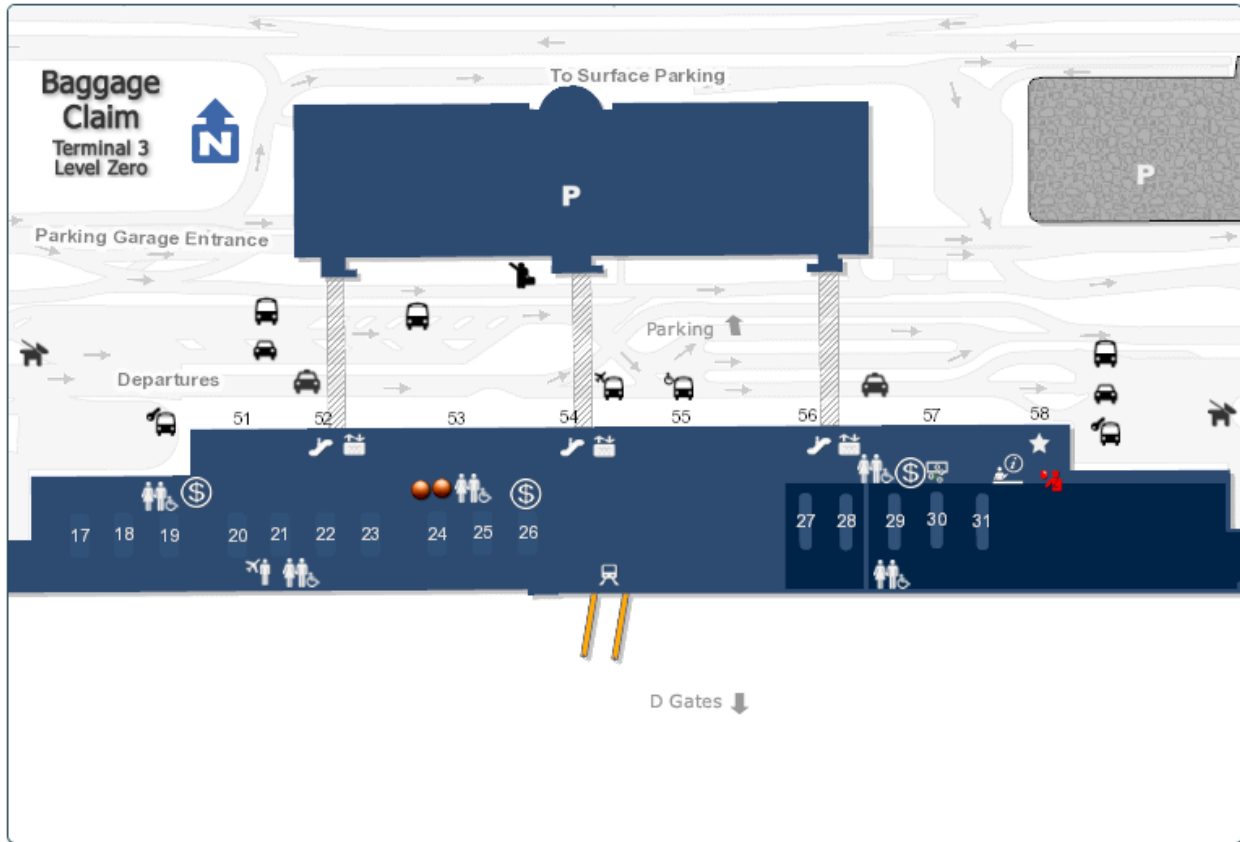 To Surface Parking
Baggage
Claim
Terminal 3
Level Zero
N
P
P
Parking Garage Entrance
Parking
Departures
51 52 53 54 55 56 57 58
$ $ $
17 18 19 20 21 22 23 24 25 26 27 28 29 30 31
D Gates